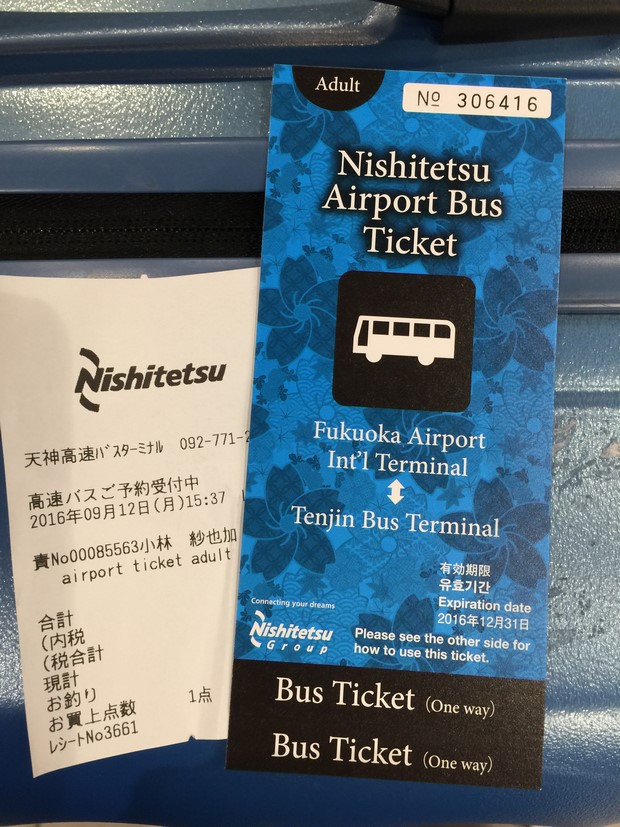 Adult
№ 306416
Nishitetsu
Airport Bus
Ticket
Fukuoka Airport
Int'l Terminal
Tenjin Bus Terminal
有効期限
유효기간
Expiration date
2016年12月31日
Connecting your dreams
Nishitetsu
Group
Please see the other side for
how to use this ticket.
Bus Ticket (One way)
Bus Ticket (One way)
Nishitetsu
天神高速バスターミナル 092-771-2
高速バスご予約受付中
2016年09月12日(月)15:37
責No00085563小林 紗也加
airport ticket adult
合計
(内税
(税合計
現計
お釣り
お買上点数 1点
レシートNo3661